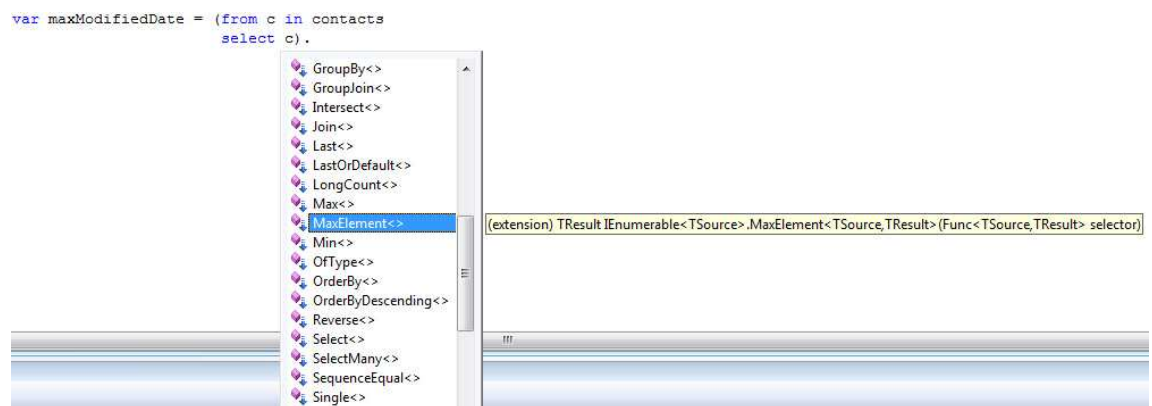 var maxModifiedDate = (from c in contacts
select c).
GroupBy<>
GroupJoin<>
Intersect<>
Join<>
Last<>
LastOrDefault<>
LongCount<>
Max<>
MaxElement<>
(extension) TResult IEnumerable<TSource>.MaxElement<TSource,TResult>(Func<TSource,TResult> selector)
Min<>
OfType<>
OrderBy<>
OrderByDescending<>
Reverse<>
Select<>
SelectMany<>
SequenceEqual<>
Single<>